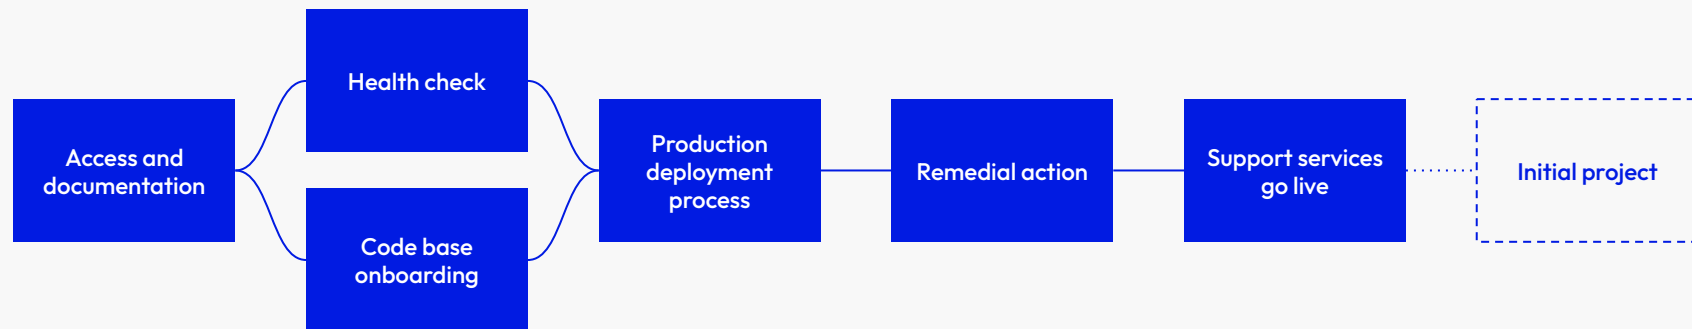 Access and
documentation
Health check
Code base
onboarding
Production
deployment
process
Remedial action
Support services
go live
Initial project